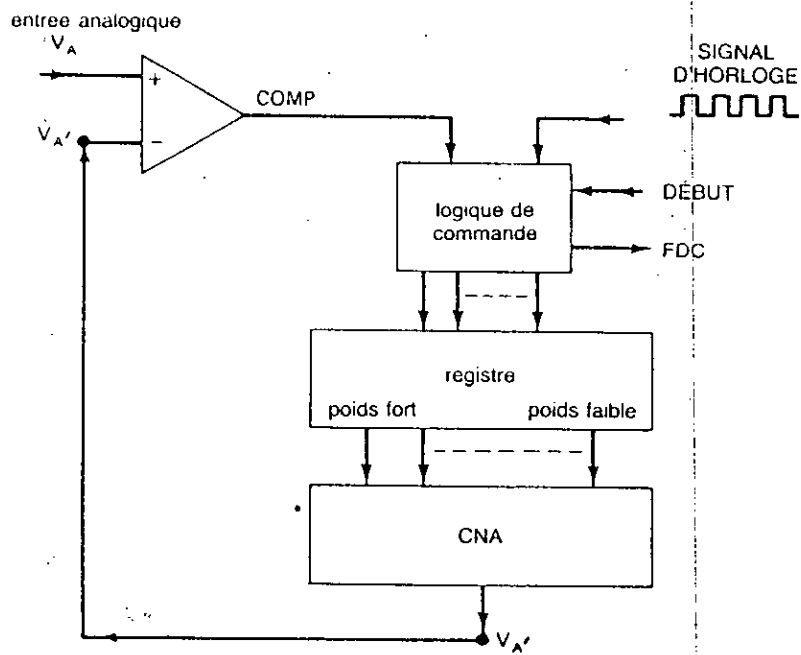 entree analogique
V_A
+
COMP
SIGNAL
D'HORLOGE
V_A'
−
logique de
commande
DÉBUT
FDC
registre
poids fort poids faible
CNA
V_A'